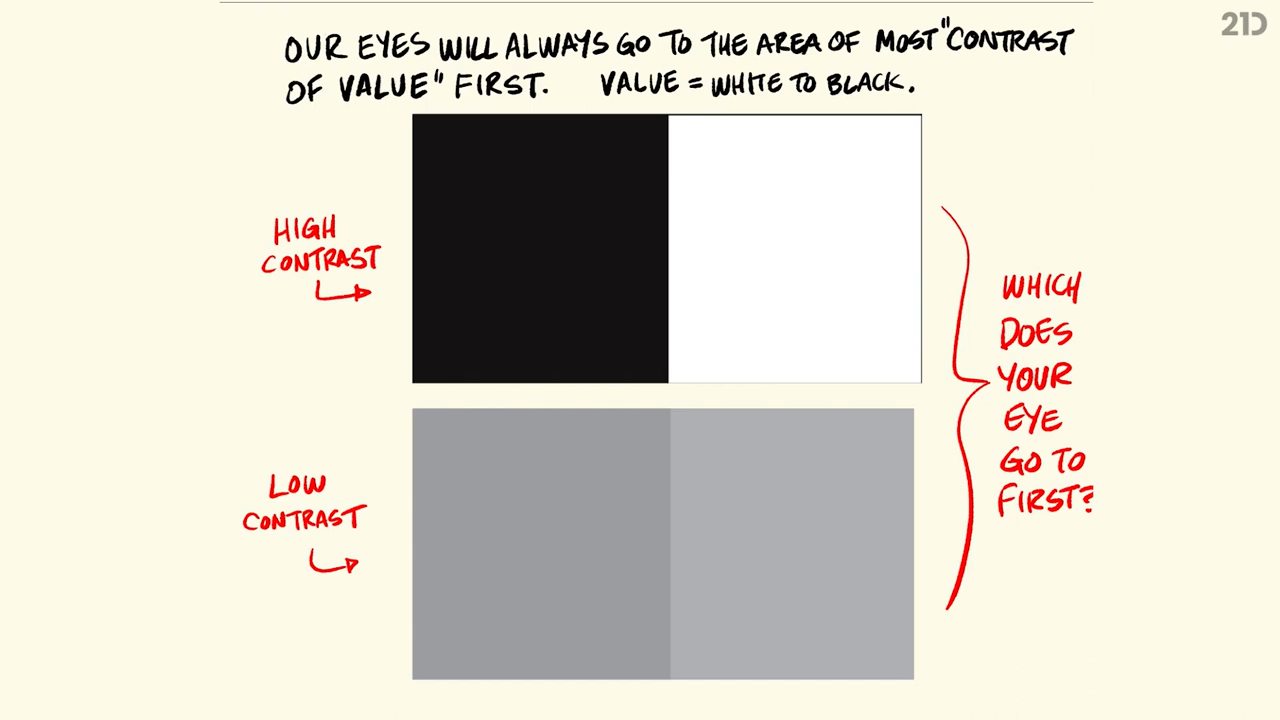 21D
OUR EYES WILL ALWAYS GO TO THE AREA OF MOST "CONTRAST
OF VALUE" FIRST. VALUE = WHITE TO BLACK.
HIGH
CONTRAST
LOW
CONTRAST
WHICH
DOES
YOUR
EYE
GO TO
FIRST?